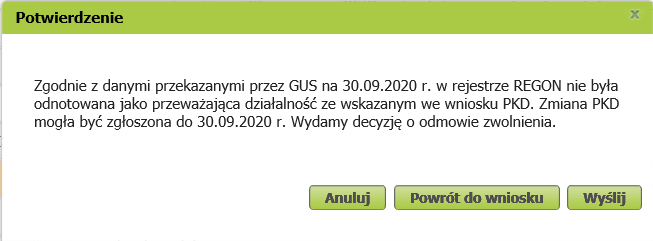 Potwierdzenie x
Zgodnie z danymi przekazanymi przez GUS na 30.09.2020 r. w rejestrze REGON nie była
odnotowana jako przeważająca działalność ze wskazanym we wniosku PKD. Zmiana PKD
mogła być zgłoszona do 30.09.2020 r. Wydamy decyzję o odmowie zwolnienia.
Anuluj Powrót do wniosku Wyślij